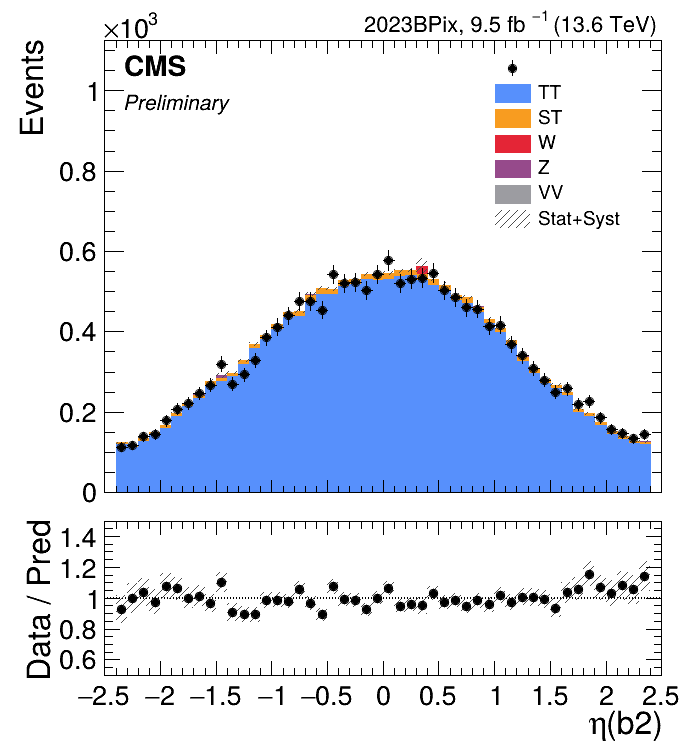 ×10³
2023BPix, 9.5 fb ⁻¹ (13.6 TeV)
CMS
Preliminary
Events
TT
ST
W
Z
VV
Stat+Syst
1
0.8
0.6
0.4
0.2
0
Data / Pred
1.4
1.2
1
0.8
0.6
−2.5 −2 −1.5 −1 −0.5 0 0.5 1 1.5 2 2.5
η(b2)